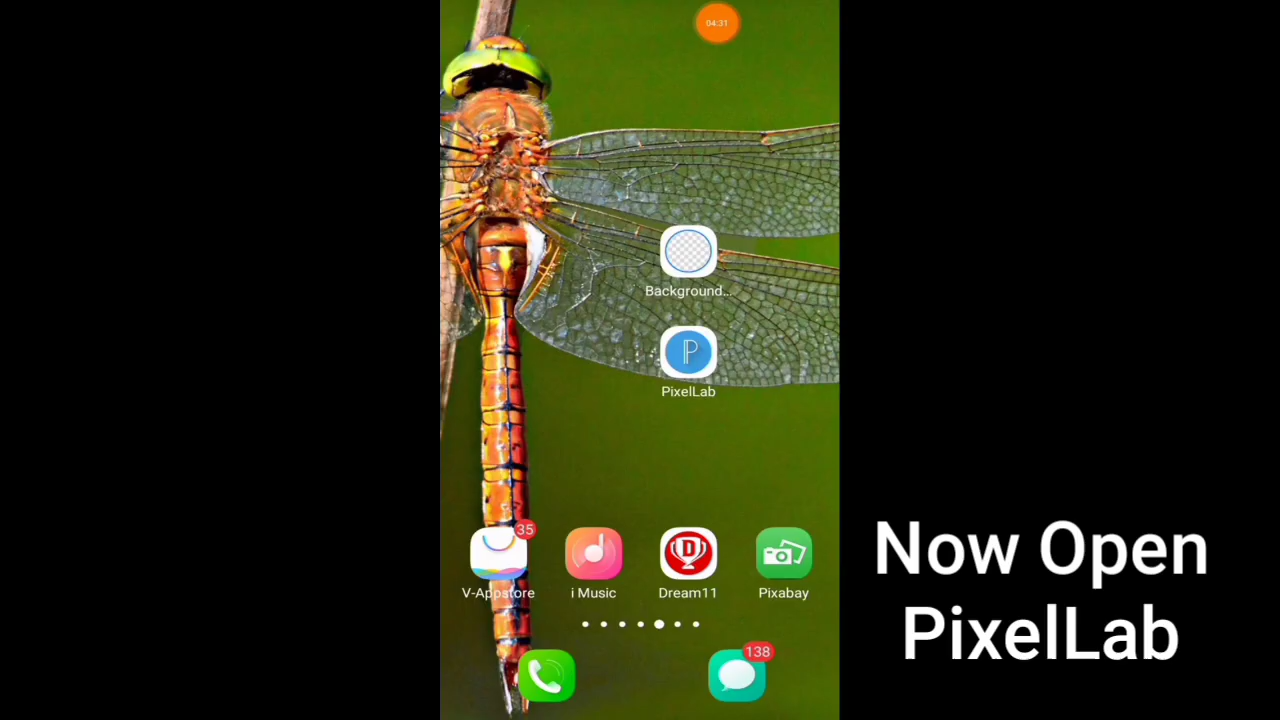 04:31
Background...
PixelLab
35
V-Appstore
i Music
D
Dream11
Pixabay
138
Now Open
PixelLab